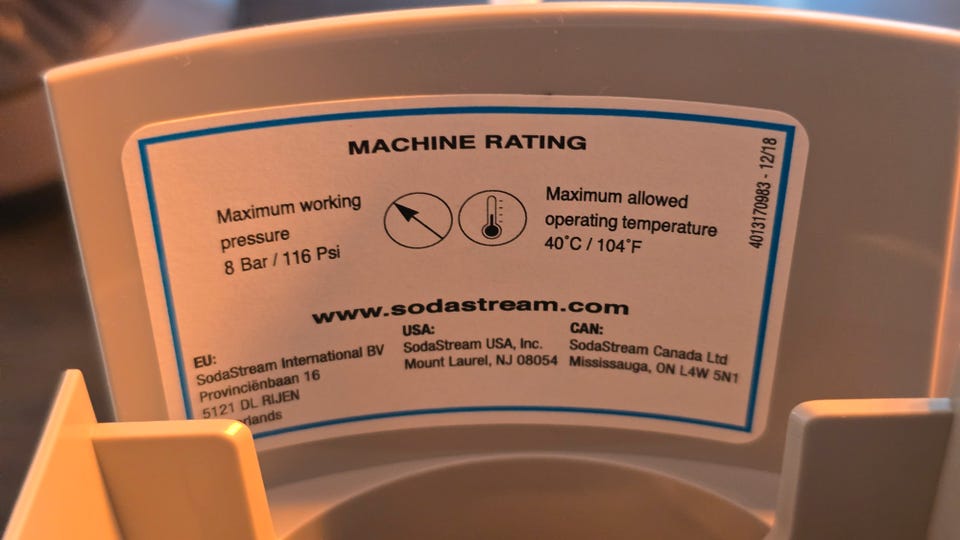 MACHINE RATING
Maximum working
pressure
8 Bar / 116 Psi
Maximum allowed
operating temperature
40˚C / 104˚F
4013170983 - 12/18
www.sodastream.com
EU:
SodaStream International BV
Provinciënbaan 16
5121 DL RIJEN
erlands
USA:
SodaStream USA, Inc.
Mount Laurel, NJ 08054
CAN:
SodaStream Canada Ltd
Mississauga, ON L4W 5N1